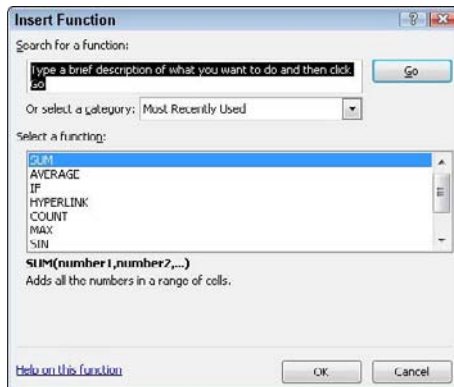 Insert Function
Search for a function:
Type a brief description of what you want to do and then click
Go
Go
Or select a category: Most Recently Used
Select a function:
SUM
AVERAGE
IF
HYPERLINK
COUNT
MAX
SIN
SUM(number1,number2,...)
Adds all the numbers in a range of cells.
Help on this function
OK
Cancel